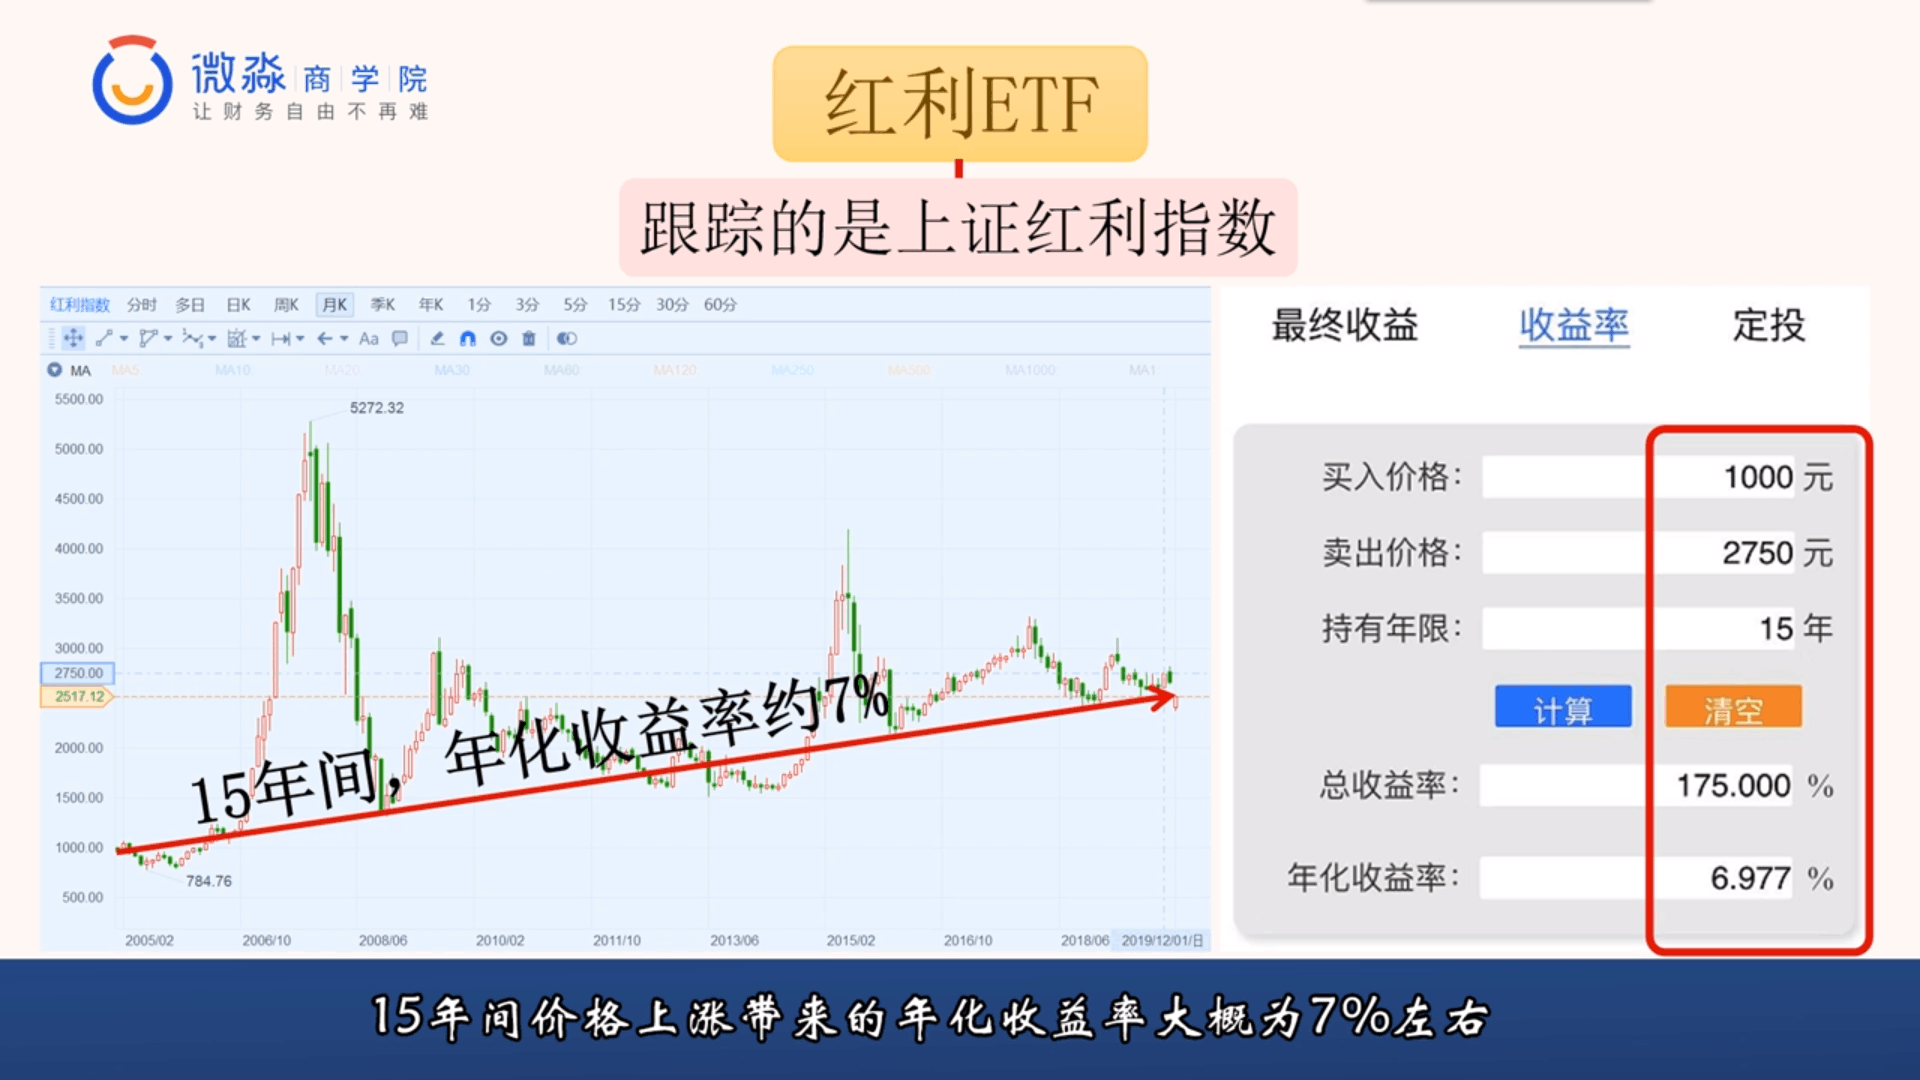 微淼 商学院
让财务自由不再难
红利ETF
跟踪的是上证红利指数
红利指数 分时 多日 日K 周K 月K 季K 年K 1分 3分 5分 15分 30分 60分
Aa
MA MA5 MA10 MA20 MA30 MA60 MA120 MA250 MA500 MA1000 MA1
5500.00
5272.32
5000.00
4500.00
4000.00
3500.00
3000.00
2750.00
2517.12
2000.00
1500.00
1000.00
500.00
784.76
15年间，年化收益率约7%
2005/02 2006/10 2008/06 2010/02 2011/10 2013/06 2015/02 2016/10 2018/06 2019/12/01/日
最终收益 收益率 定投
买入价格： 1000 元
卖出价格： 2750 元
持有年限： 15 年
计算 清空
总收益率： 175.000 %
年化收益率： 6.977 %
15年间价格上涨带来的年化收益率大概为7%左右